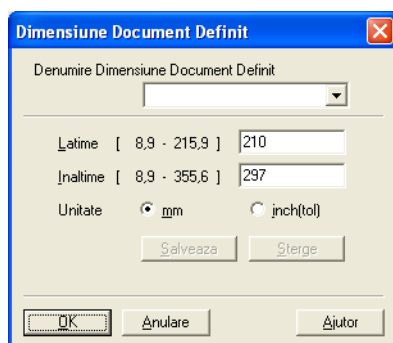 Dimensiune Document Definit
Denumire Dimensiune Document Definit
Latime [ 8,9 - 215,9 ] 210
Inaltime [ 8,9 - 355,6 ] 297
Unitate mm inch(tol)
Salveaza Sterge
OK Anulare Ajutor